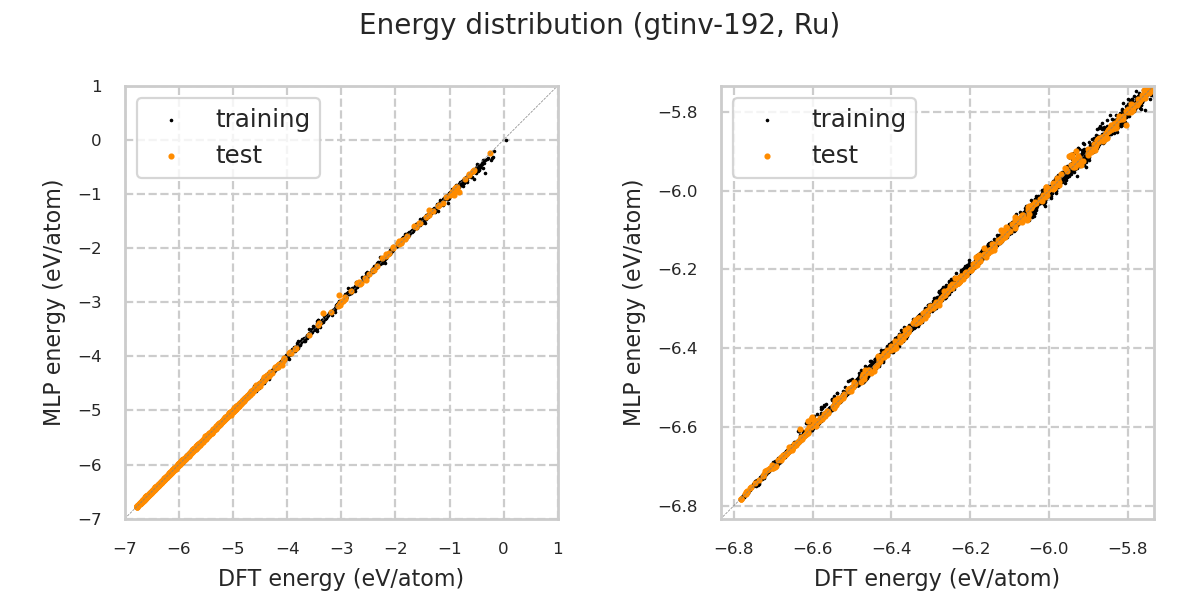 Energy distribution (gtinv-192, Ru)
training
test
1
0
−1
−2
−3
−4
−5
−6
−7
−7 −6 −5 −4 −3 −2 −1 0 1
MLP energy (eV/atom)
DFT energy (eV/atom)
training
test
−5.8
−6.0
−6.2
−6.4
−6.6
−6.8
−6.8 −6.6 −6.4 −6.2 −6.0 −5.8
MLP energy (eV/atom)
DFT energy (eV/atom)